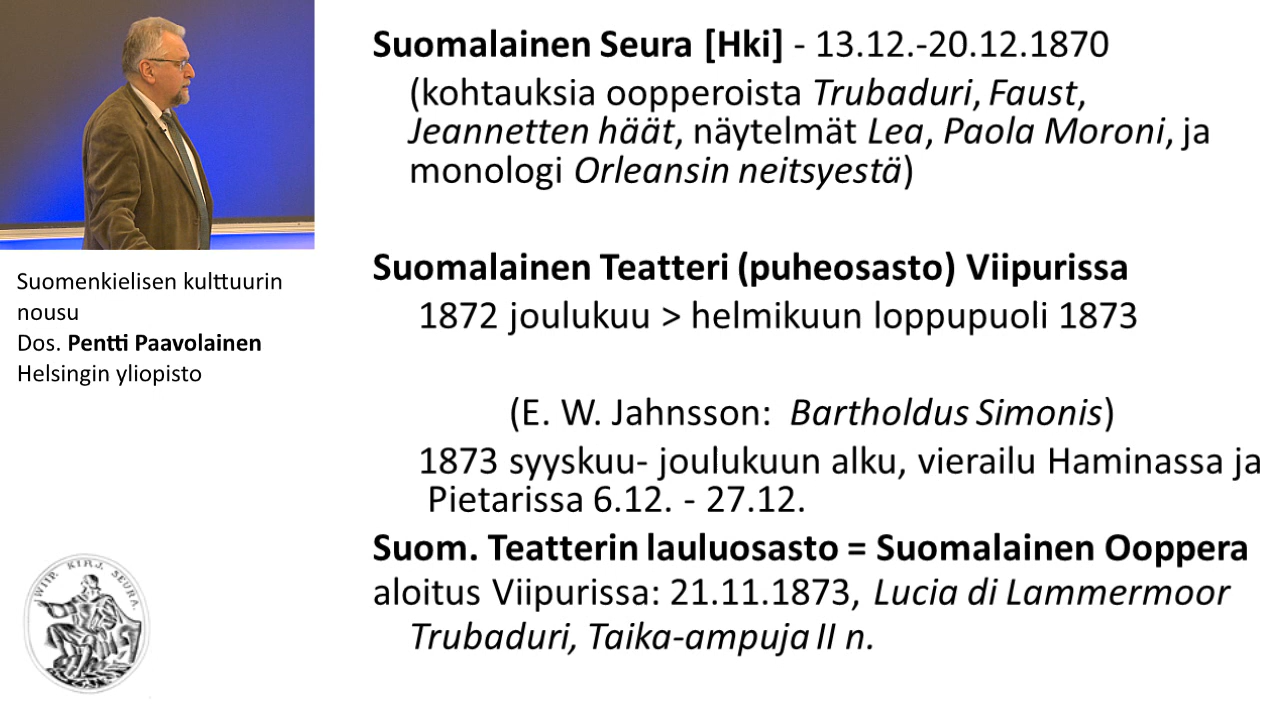 Suomalainen Seura [Hki] - 13.12.-20.12.1870
(kohtauksia oopperoista Trubaduri, Faust,
Jeannetten häät, näytelmät Lea, Paola Moroni, ja
monologi Orleansin neitsyestä)
Suomalainen Teatteri (puheosasto) Viipurissa
1872 joulukuu > helmikuun loppupuoli 1873
(E. W. Jahnsson: Bartholdus Simonis)
1873 syyskuu- joulukuun alku, vierailu Haminassa ja
Pietarissa 6.12. - 27.12.
Suom. Teatterin lauluosasto = Suomalainen Ooppera
aloitus Viipurissa: 21.11.1873, Lucia di Lammermoor
Trubaduri, Taika-ampuja II n.
Suomenkielisen kulttuurin
nousu
Dos. Pentti Paavolainen
Helsingin yliopisto
WIIP. KIRJ. SEURA.